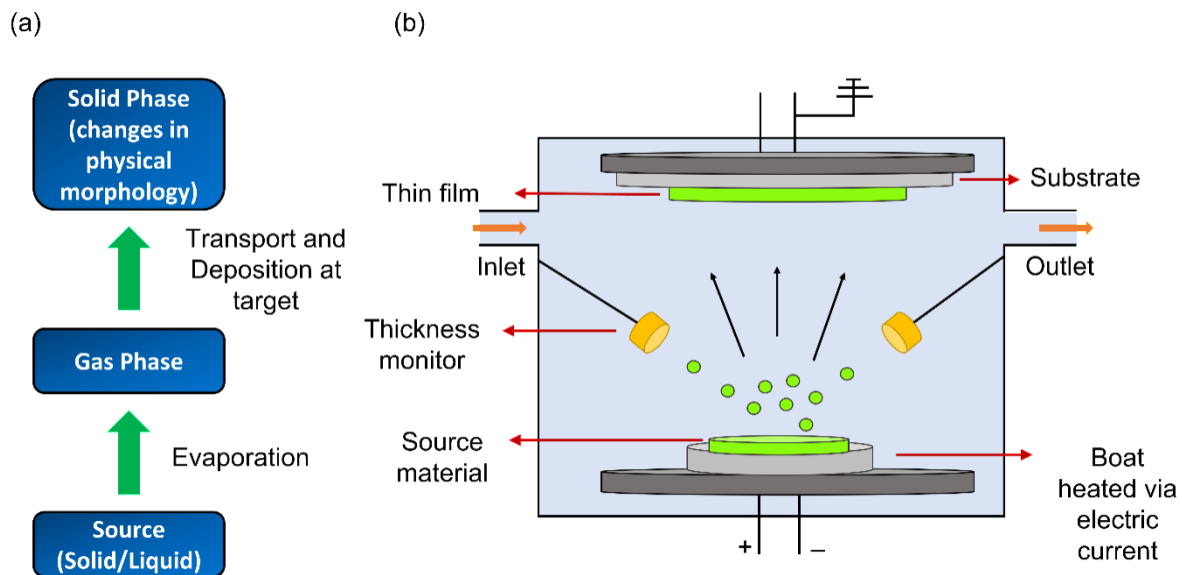 (a)
Solid Phase
(changes in
physical
morphology)
Transport and
Deposition at
target
Gas Phase
Evaporation
Source
(Solid/Liquid)
(b)
Thin film
Substrate
Inlet
Outlet
Thickness
monitor
Source
material
Boat
heated via
electric
current
+ –